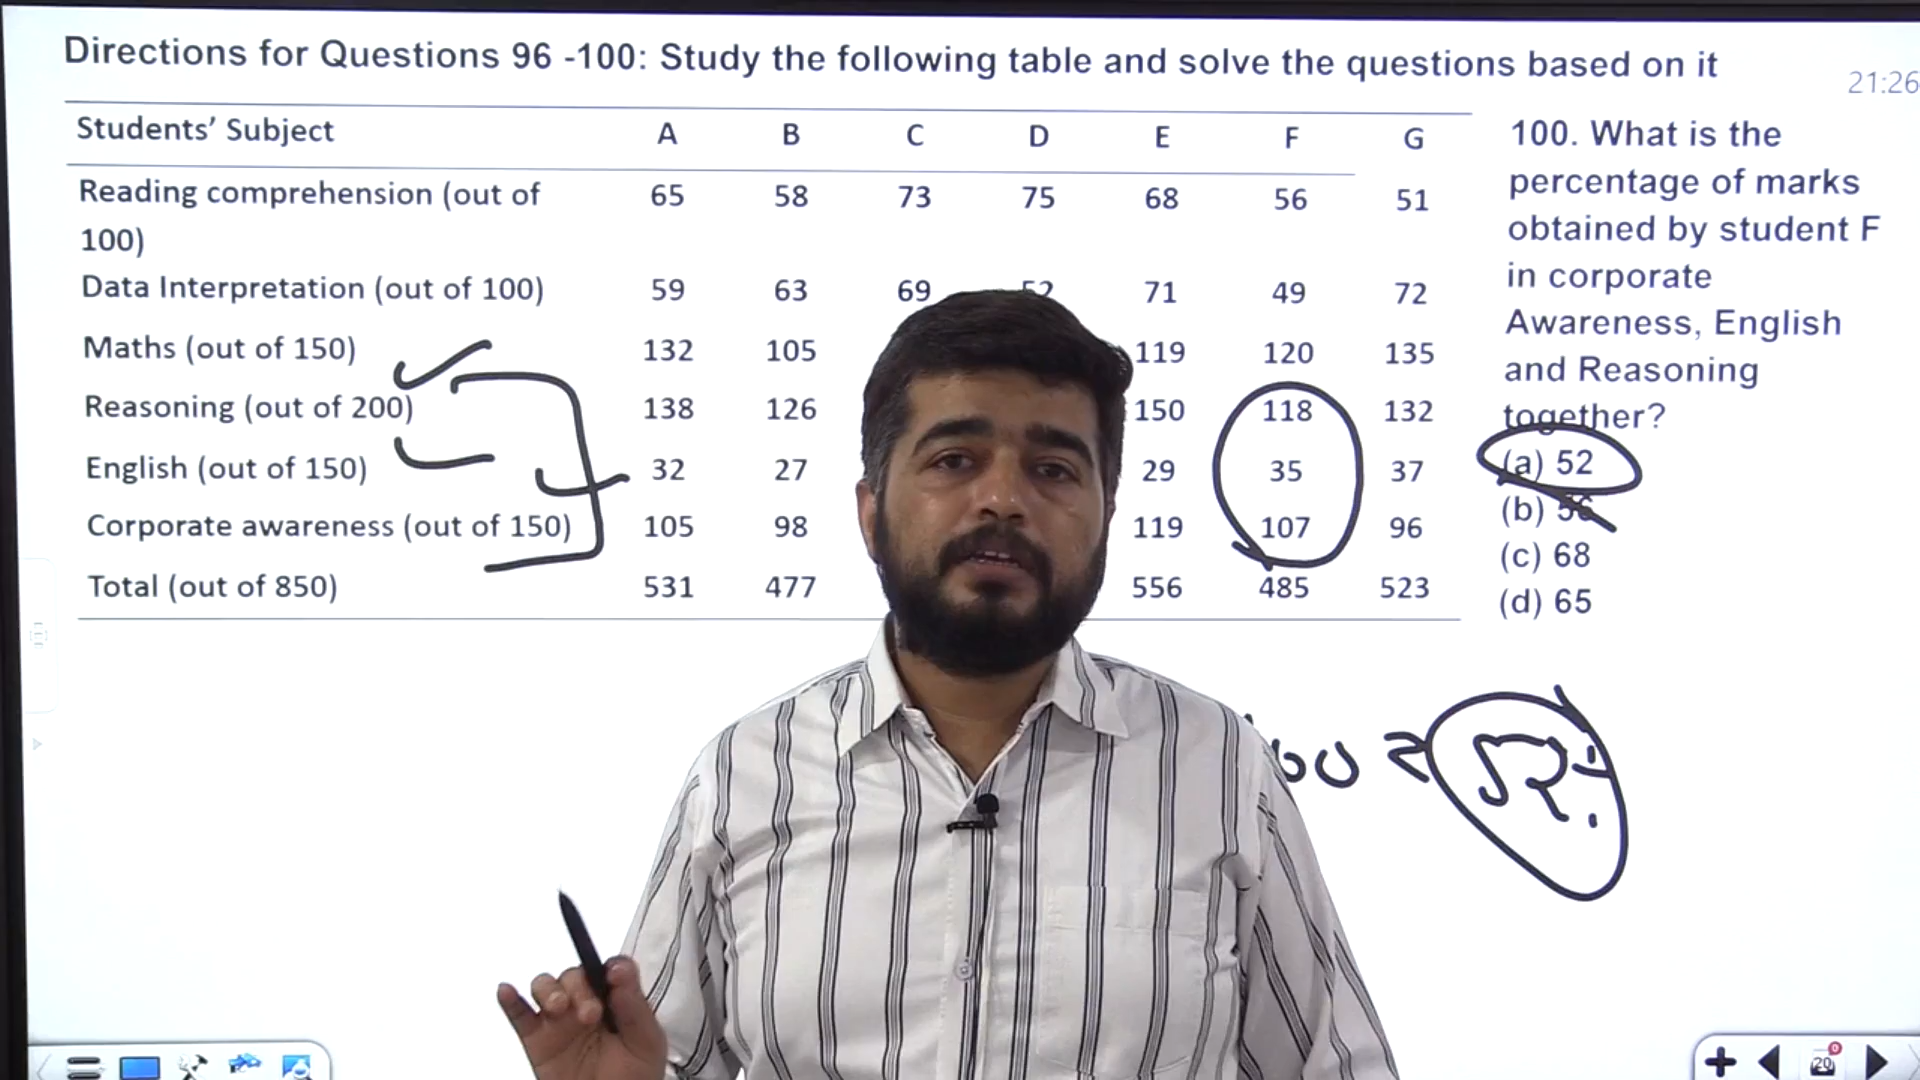 Directions for Questions 96 -100: Study the following table and solve the questions based on it
21:26
Students’ Subject A B C D E F G
Reading comprehension (out of 65 58 73 75 68 56 51
100)
Data Interpretation (out of 100) 59 63 69 52 71 49 72
Maths (out of 150) 132 105 119 120 135
Reasoning (out of 200) 138 126 150 118 132
English (out of 150) 32 27 29 35 37
Corporate awareness (out of 150) 105 98 119 107 96
Total (out of 850) 531 477 556 485 523
100. What is the
percentage of marks
obtained by student F
in corporate
Awareness, English
and Reasoning
together?
(a) 52
(b) 56
(c) 68
(d) 65
20
0